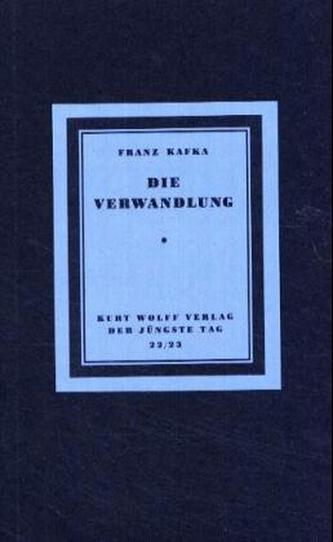 FRANZ KAFKA
DIE
VERWANDLUNG
KURT WOLFF VERLAG
DER JÜNGSTE TAG
22/23